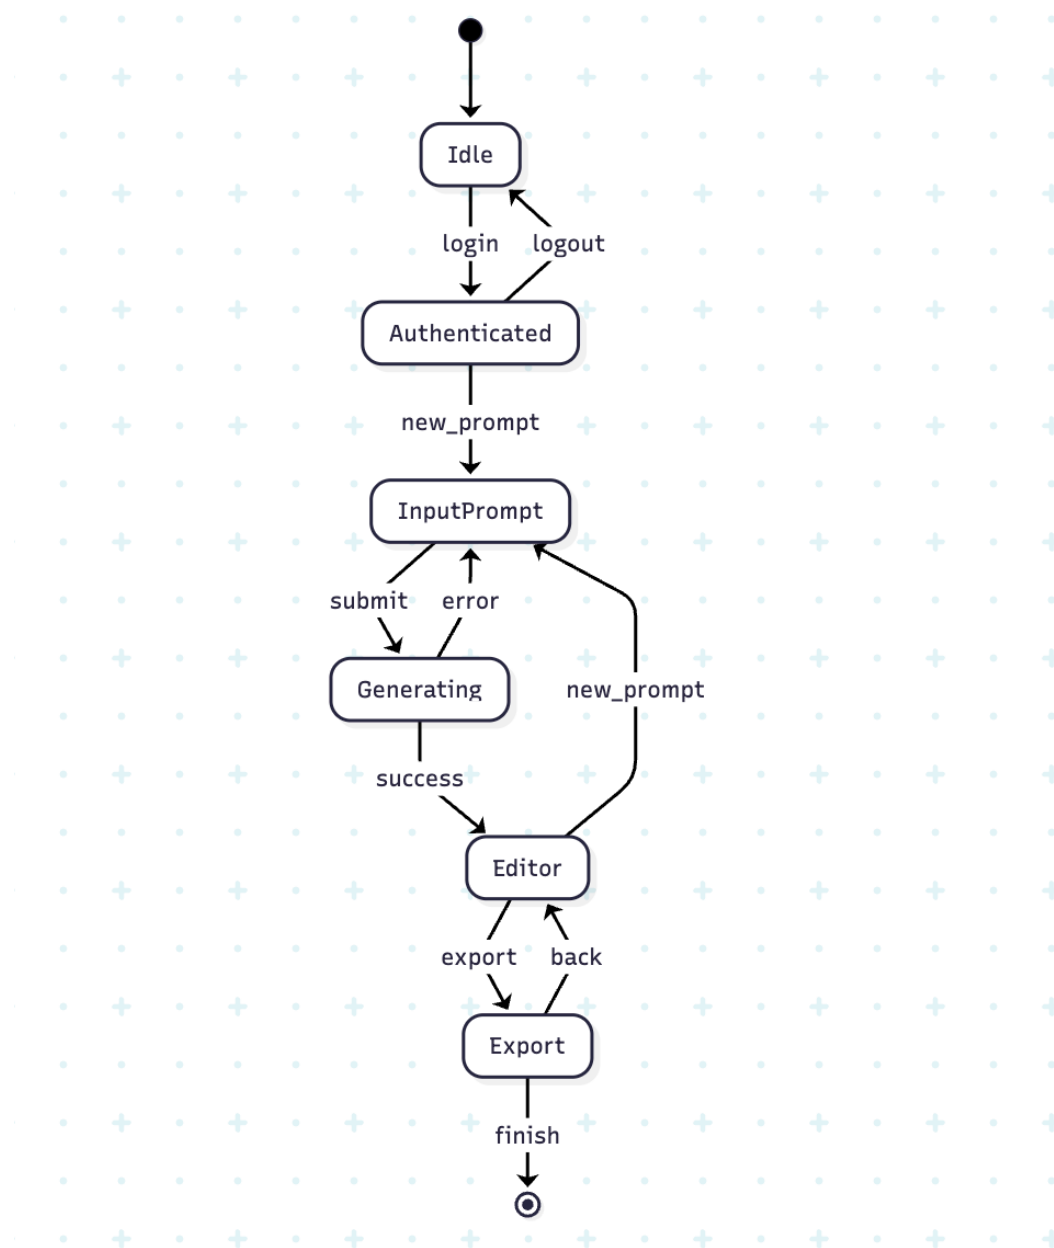 Idle
login
logout
Authenticated
new_prompt
InputPrompt
submit
error
Generating
new_prompt
success
Editor
export
back
Export
finish